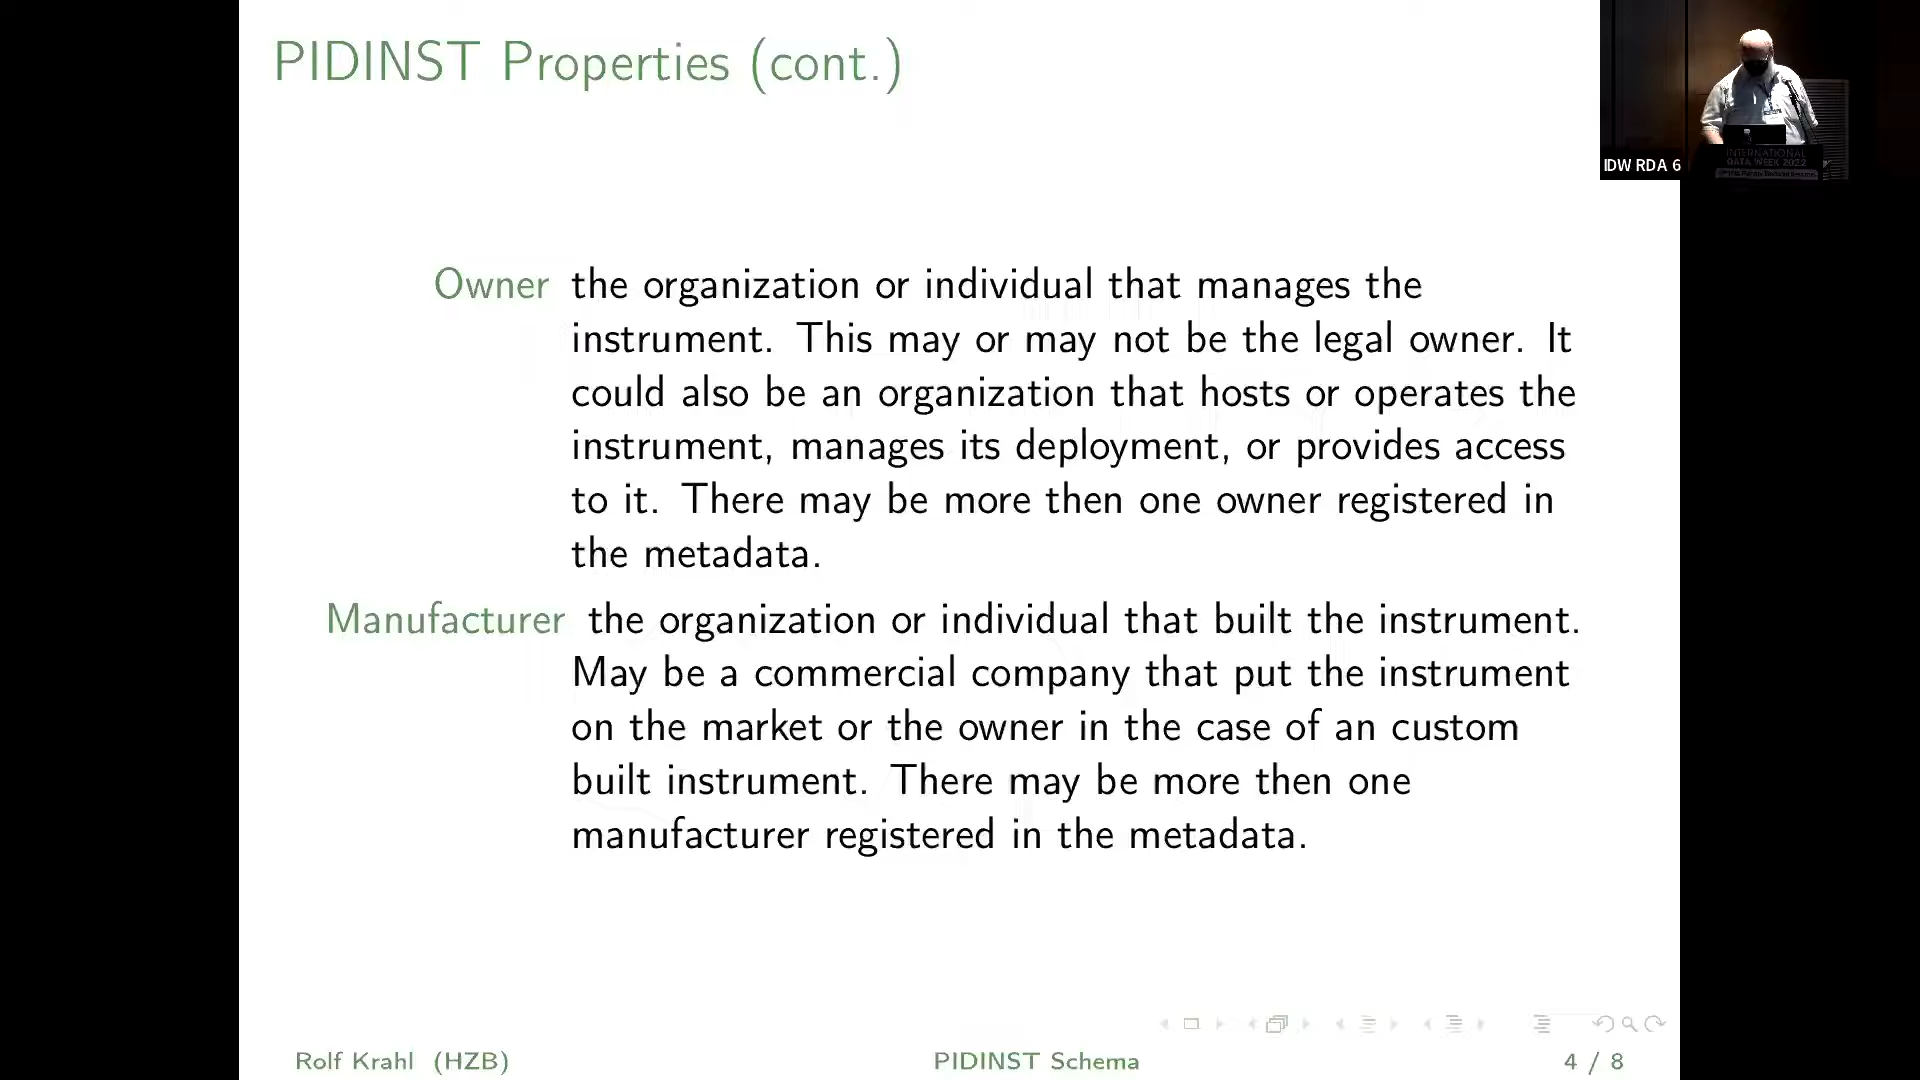 PIDINST Properties (cont.)
IDW RDA 6
INTERNATIONAL
DATA WEEK 2022
Owner the organization or individual that manages the
instrument. This may or may not be the legal owner. It
could also be an organization that hosts or operates the
instrument, manages its deployment, or provides access
to it. There may be more then one owner registered in
the metadata.
Manufacturer the organization or individual that built the instrument.
May be a commercial company that put the instrument
on the market or the owner in the case of an custom
built instrument. There may be more then one
manufacturer registered in the metadata.
Rolf Krahl (HZB)
PIDINST Schema
4 / 8